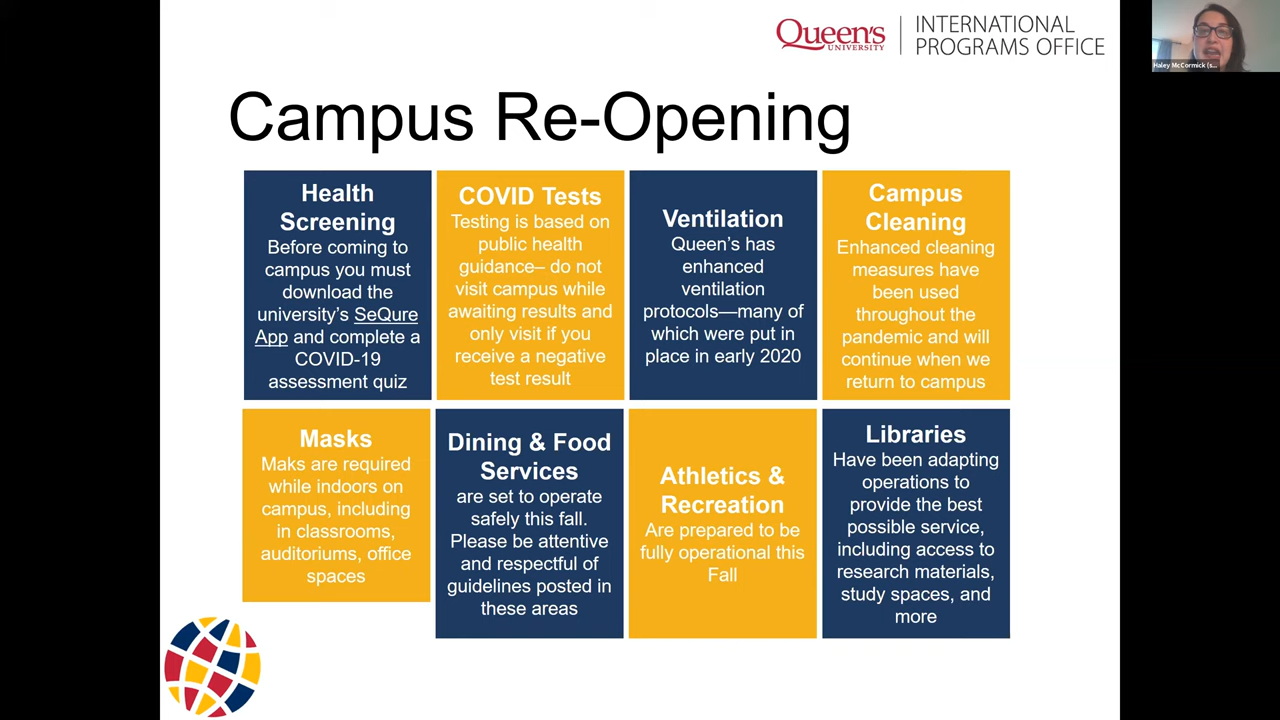 Queen's
UNIVERSITY
INTERNATIONAL
PROGRAMS OFFICE
Haley McCormick (s...
Campus Re-Opening
Health
Screening
Before coming to
campus you must
download the
university's SeQure
App and complete a
COVID-19
assessment quiz
COVID Tests
Testing is based on
public health
guidance– do not
visit campus while
awaiting results and
only visit if you
receive a negative
test result
Ventilation
Queen's has
enhanced
ventilation
protocols—many of
which were put in
place in early 2020
Campus
Cleaning
Enhanced cleaning
measures have
been used
throughout the
pandemic and will
continue when we
return to campus
Masks
Maks are required
while indoors on
campus, including
in classrooms,
auditoriums, office
spaces
Dining & Food
Services
are set to operate
safely this fall.
Please be attentive
and respectful of
guidelines posted in
these areas
Athletics &
Recreation
Are prepared to be
fully operational this
Fall
Libraries
Have been adapting
operations to
provide the best
possible service,
including access to
research materials,
study spaces, and
more